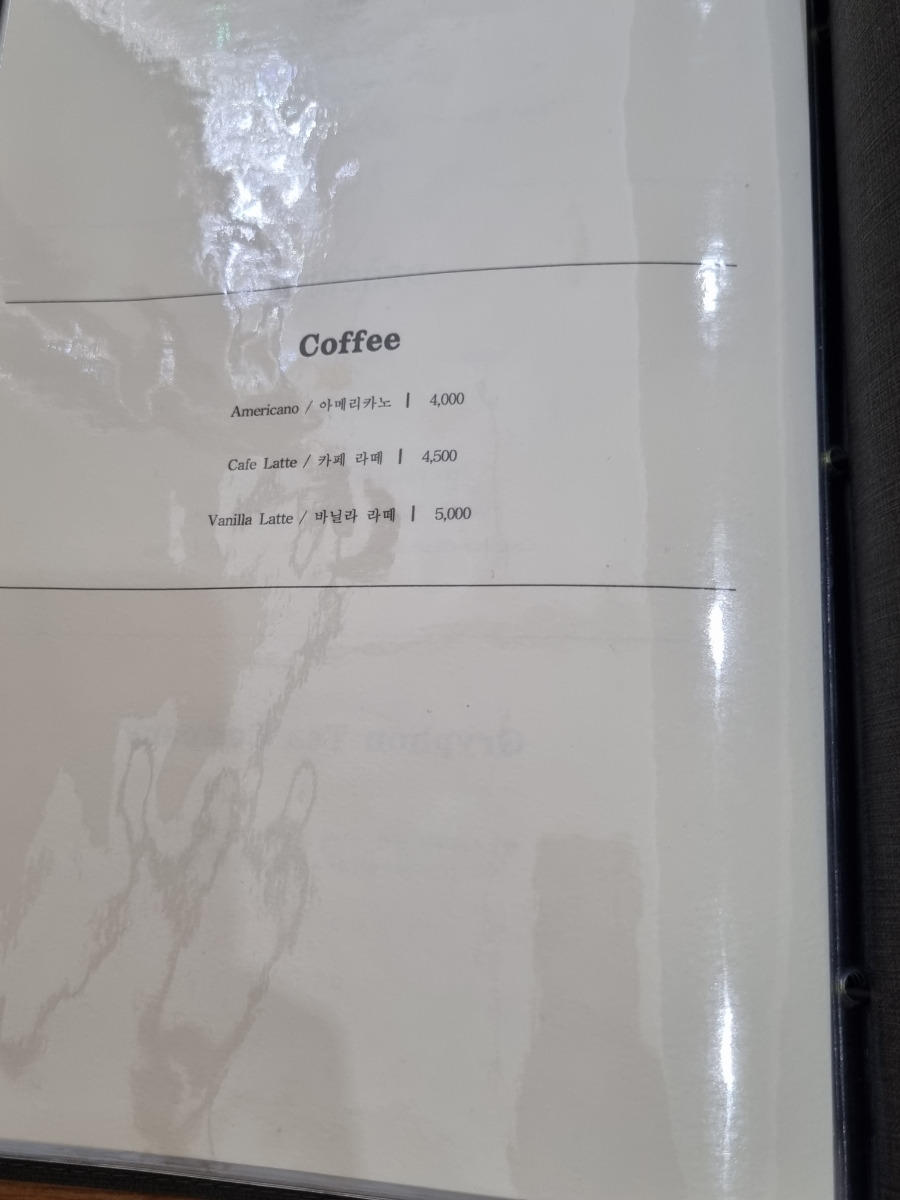 Coffee
Americano / 아메리카노 | 4,000
Cafe Latte / 카페 라떼 | 4,500
Vanilla Latte / 바닐라 라떼 | 5,000